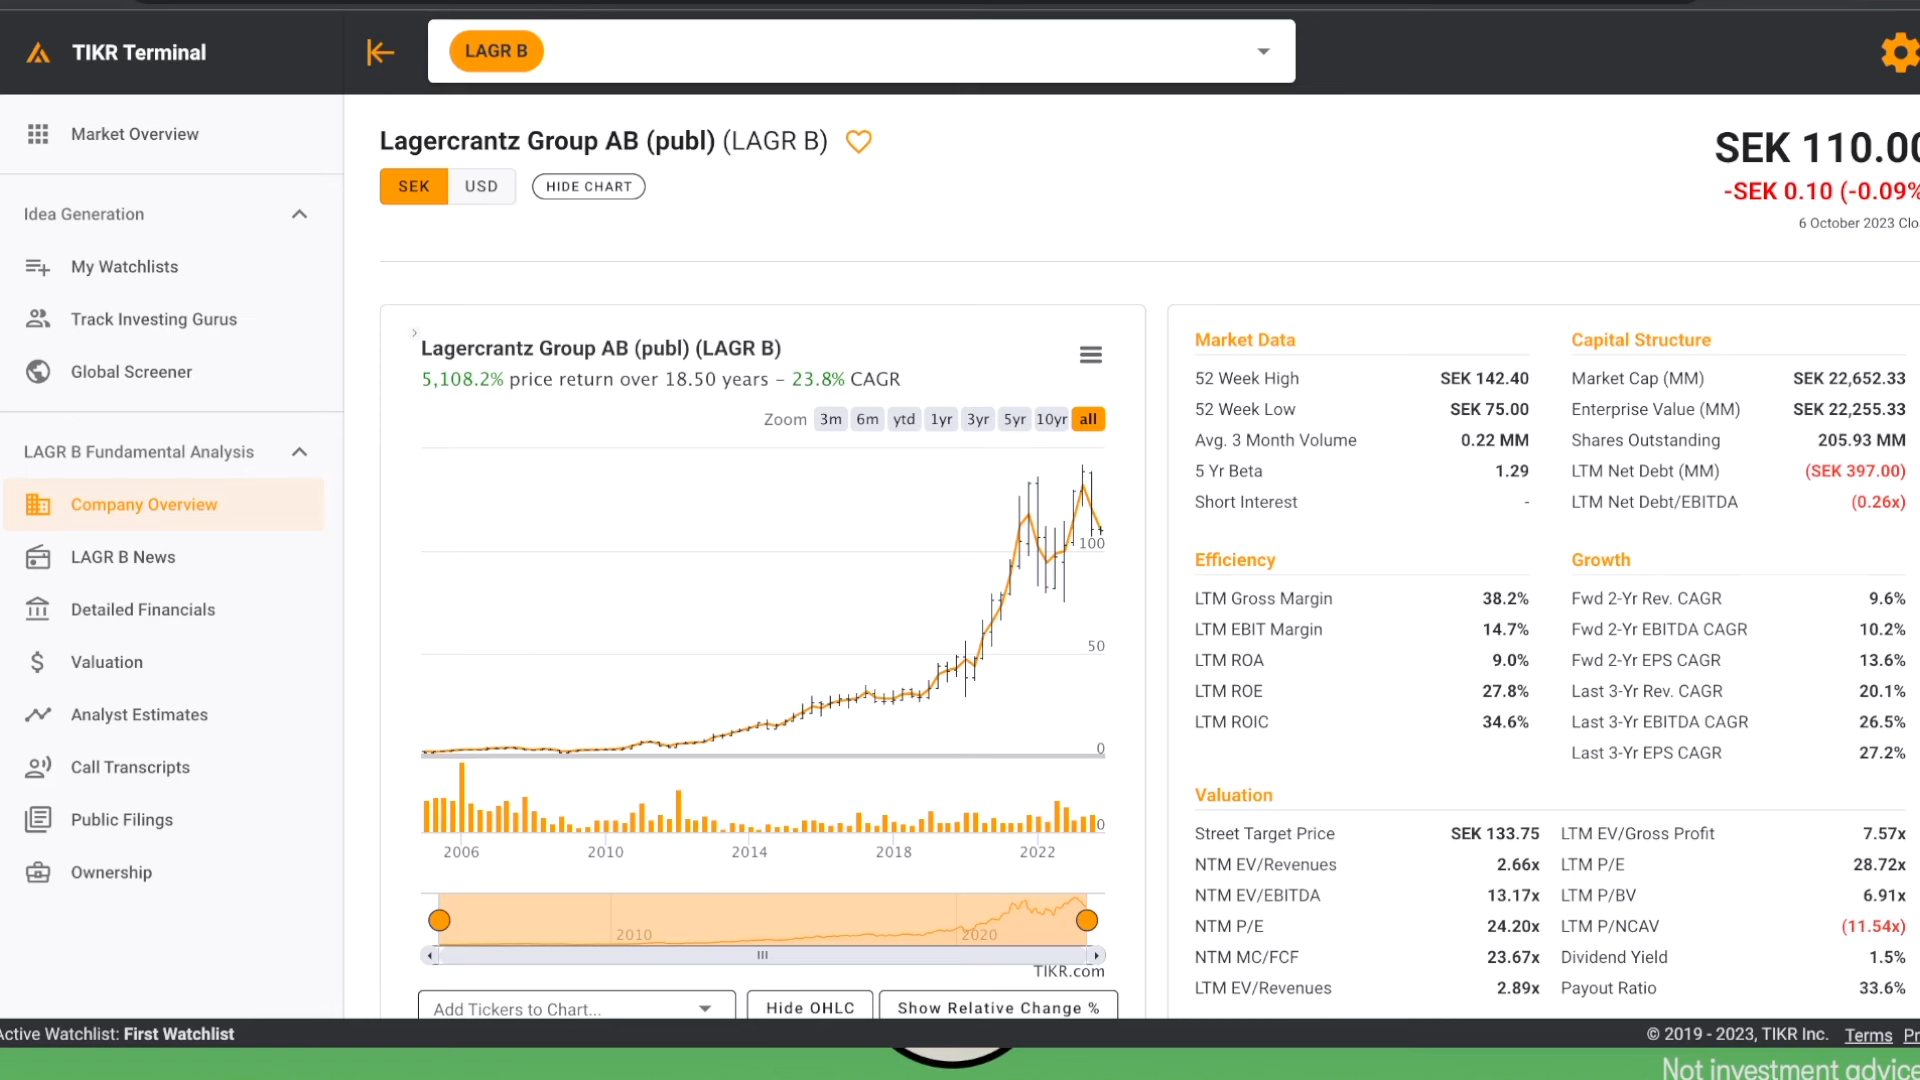 TIKR Terminal
LAGR B
Market Overview
Idea Generation
My Watchlists
Track Investing Gurus
Global Screener
LAGR B Fundamental Analysis
Company Overview
LAGR B News
Detailed Financials
Valuation
Analyst Estimates
Call Transcripts
Public Filings
Ownership
Lagercrantz Group AB (publ) (LAGR B)
SEK USD HIDE CHART
SEK 110.00
-SEK 0.10 (-0.09%
6 October 2023
Lagercrantz Group AB (publ) (LAGR B)
5,108.2% price return over 18.50 years – 23.8% CAGR
Zoom 3m 6m ytd 1yr 3yr 5yr 10yr all
100
50
0
0
2006 2010 2014 2018 2022
2010 2020
TIKR.com
Add Tickers to Chart...
Hide OHLC
Show Relative Change %
Market Data
52 Week High SEK 142.40
52 Week Low SEK 75.00
Avg. 3 Month Volume 0.22 MM
5 Yr Beta 1.29
Short Interest -
Capital Structure
Market Cap (MM) SEK 22,652.33
Enterprise Value (MM) SEK 22,255.33
Shares Outstanding 205.93 MM
LTM Net Debt (MM) (SEK 397.00)
LTM Net Debt/EBITDA (0.26x)
Efficiency
LTM Gross Margin 38.2%
LTM EBIT Margin 14.7%
LTM ROA 9.0%
LTM ROE 27.8%
LTM ROIC 34.6%
Growth
Fwd 2-Yr Rev. CAGR 9.6%
Fwd 2-Yr EBITDA CAGR 10.2%
Fwd 2-Yr EPS CAGR 13.6%
Last 3-Yr Rev. CAGR 20.1%
Last 3-Yr EBITDA CAGR 26.5%
Last 3-Yr EPS CAGR 27.2%
Valuation
Street Target Price SEK 133.75
NTM EV/Revenues 2.66x
NTM EV/EBITDA 13.17x
NTM P/E 24.20x
NTM MC/FCF 23.67x
LTM EV/Revenues 2.89x
LTM EV/Gross Profit 7.57x
LTM P/E 28.72x
LTM P/BV 6.91x
LTM P/NCAV (11.54x)
Dividend Yield 1.5%
Payout Ratio 33.6%
Active Watchlist: First Watchlist
© 2019 - 2023, TIKR Inc. Terms
Not investment advice